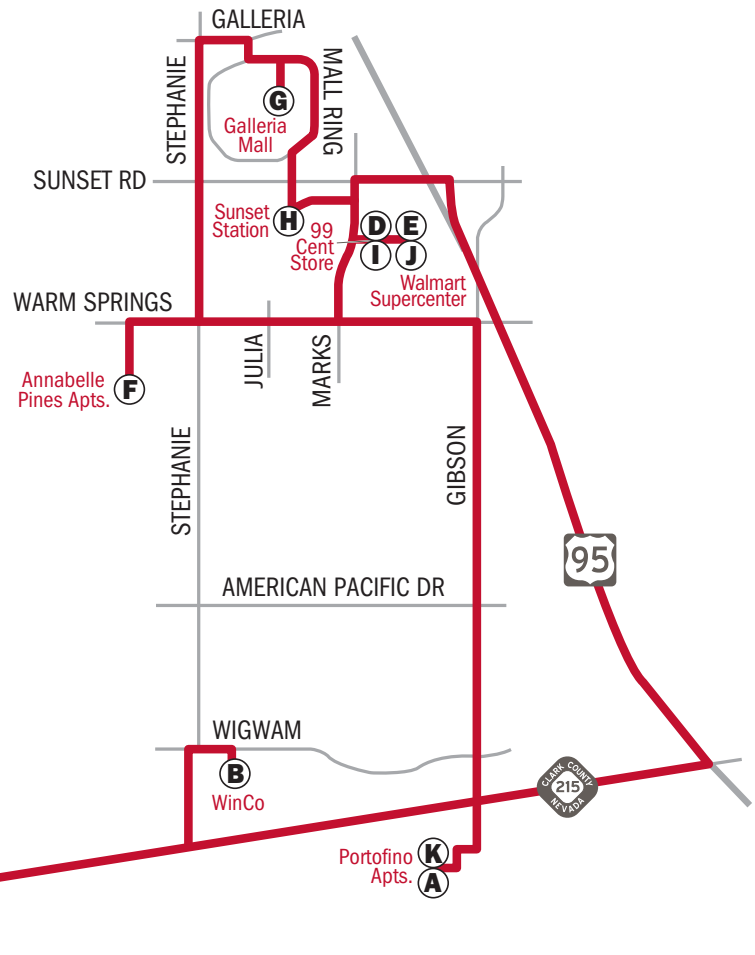 GALLERIA
STEPHANIE
MALL RING
G
Galleria
Mall
SUNSET RD
Sunset
Station
H
99
Cent
Store
D E
I J
Walmart
Supercenter
WARM SPRINGS
Annabelle
Pines Apts.
F
JULIA
MARKS
STEPHANIE
GIBSON
95
AMERICAN PACIFIC DR
WIGWAM
B
WinCo
CLARK COUNTY
215
NEVADA
Portofino
Apts.
K
A